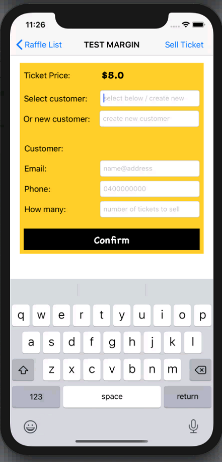 11:26
Raffle List TEST MARGIN Sell Ticket
Ticket Price: $8.0
Select customer: select below / create new
Or new customer: create new customer
Customer:
Email: name@address
Phone: 0400000000
How many: number of tickets to sell
Confirm
q w e r t y u i o p
a s d f g h j k l
z x c v b n m
123 space return